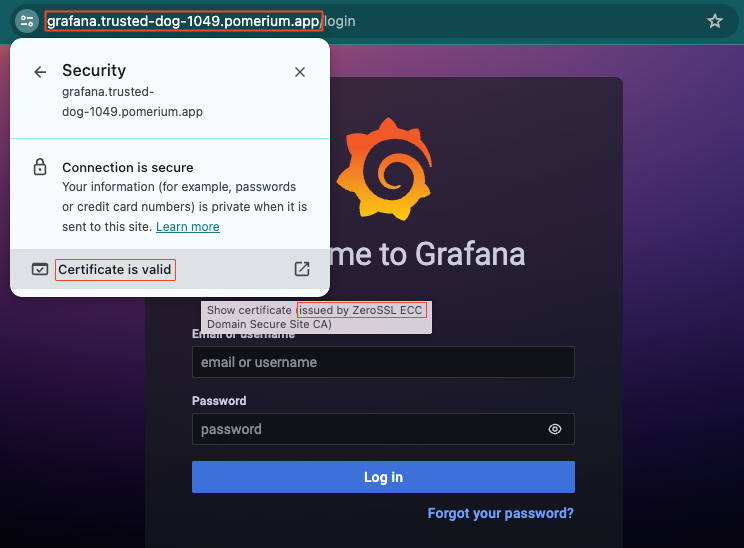 grafana.trusted-dog-1049.pomerium.app/login
Security
grafana.trusted-
dog-1049.pomerium.app
Connection is secure
Your information (for example, passwords
or credit card numbers) is private when it is
sent to this site. Learn more
Certificate is valid
me to Grafana
Show certificate (issued by ZeroSSL ECC
Domain Secure Site CA)
Email or username
email or username
Password
password
Log in
Forgot your password?